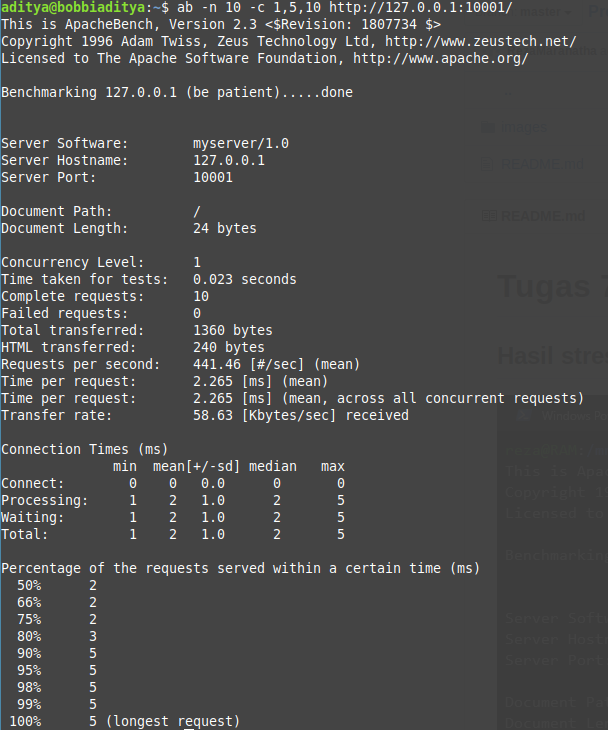 aditya@bobbiaditya:~$ ab -n 10 -c 1,5,10 http://127.0.0.1:10001/
This is ApacheBench, Version 2.3 <$Revision: 1807734 $>
Copyright 1996 Adam Twiss, Zeus Technology Ltd, http://www.zeustech.net/
Licensed to The Apache Software Foundation, http://www.apache.org/
Benchmarking 127.0.0.1 (be patient).....done
Server Software:        myserver/1.0
Server Hostname:        127.0.0.1
Server Port:            10001
Document Path:          /
Document Length:        24 bytes
Concurrency Level:      1
Time taken for tests:   0.023 seconds
Complete requests:      10
Failed requests:        0
Total transferred:      1360 bytes
HTML transferred:       240 bytes
Requests per second:    441.46 [#/sec] (mean)
Time per request:       2.265 [ms] (mean)
Time per request:       2.265 [ms] (mean, across all concurrent requests)
Transfer rate:          58.63 [Kbytes/sec] received
Connection Times (ms)
              min  mean[+/-sd] median   max
Connect:        0    0   0.0      0       0
Processing:     1    2   1.0      2       5
Waiting:        1    2   1.0      2       5
Total:          1    2   1.0      2       5
Percentage of the requests served within a certain time (ms)
  50%      2
  66%      2
  75%      2
  80%      3
  90%      5
  95%      5
  98%      5
  99%      5
 100%      5 (longest request)
master
README.md
README.md
Tugas
Hasil stre
This is Apa
Copyright 1
Licensed to
Benchmarkin
Server Soft
Server Host
Server Port
Document Pa
Document Le